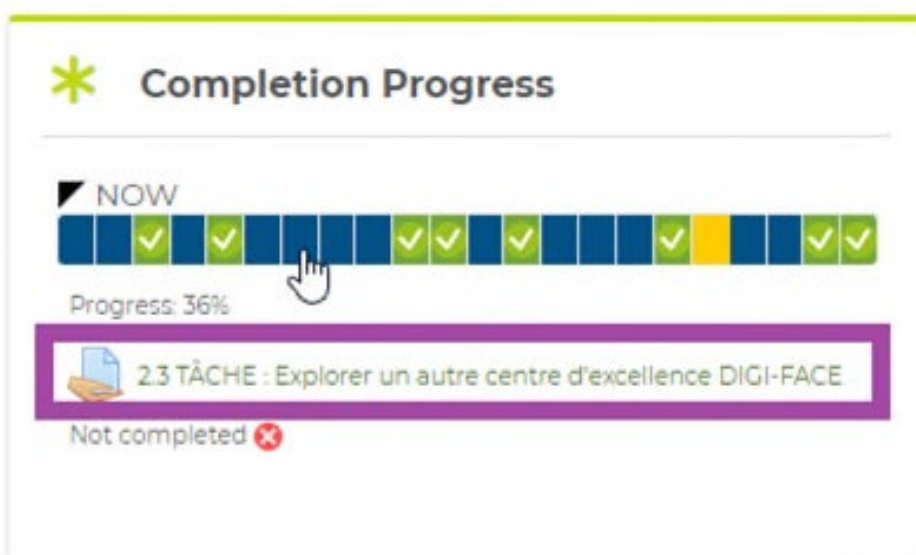 Completion Progress
NOW
Progress: 36%
2.3 TÂCHE : Explorer un autre centre d'excellence DIGI-FACE
Not completed